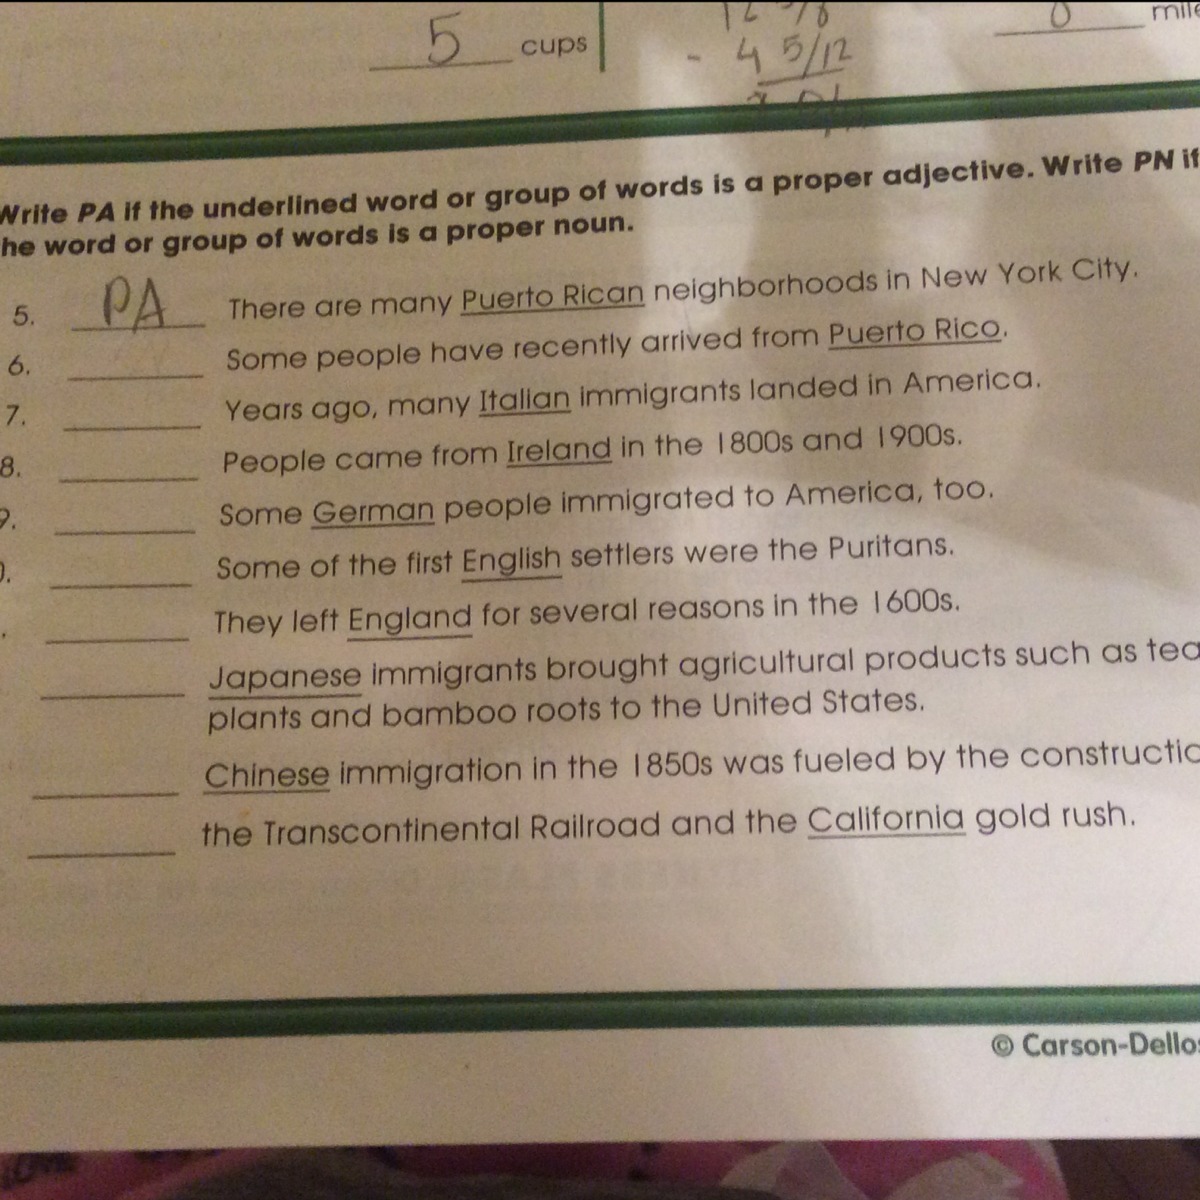 5 cups
mile
- 4 5/12
Write PA if the underlined word or group of words is a proper adjective. Write PN if
he word or group of words is a proper noun.
5. PA There are many Puerto Rican neighborhoods in New York City.
6. Some people have recently arrived from Puerto Rico.
7. Years ago, many Italian immigrants landed in America.
8. People came from Ireland in the 1800s and 1900s.
9. Some German people immigrated to America, too.
0. Some of the first English settlers were the Puritans.
They left England for several reasons in the 1600s.
Japanese immigrants brought agricultural products such as tea
plants and bamboo roots to the United States.
Chinese immigration in the 1850s was fueled by the constructio
the Transcontinental Railroad and the California gold rush.
© Carson-Dellos